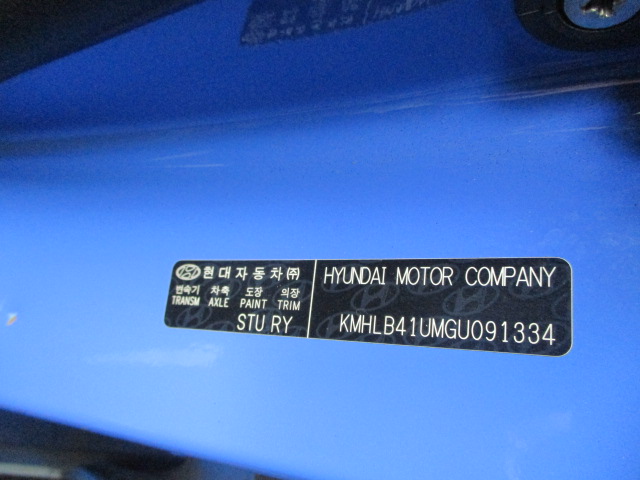 현대자동차㈜
변속기 차축 도장 의장
TRANSM AXLE PAINT TRIM
STU RY
HYUNDAI MOTOR COMPANY
KMHLB41UMGU091334